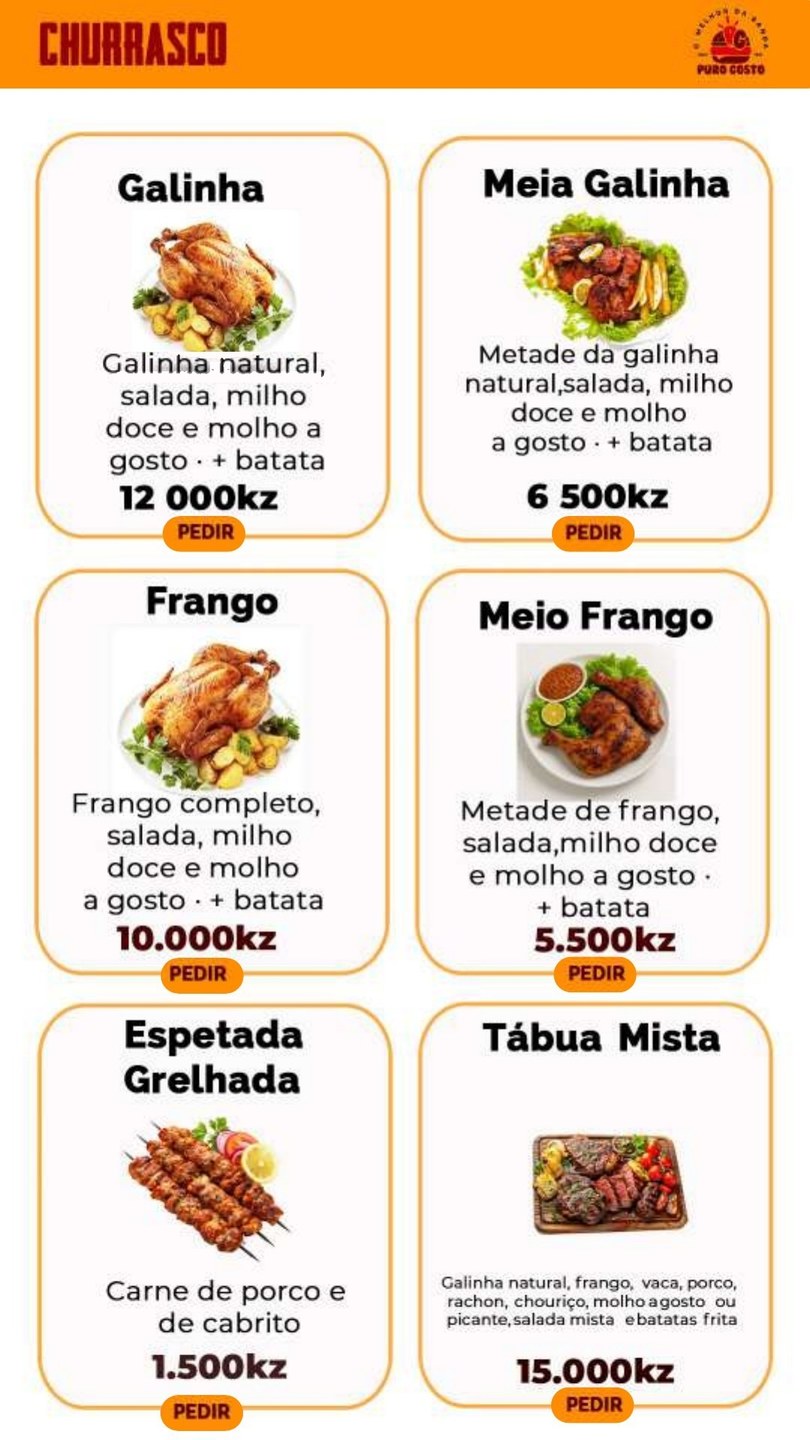 CHURRASCO
O MELHOR DA BANDA
PURO GOSTO
Galinha
Galinha natural,
salada, milho
doce e molho a
gosto · + batata
12 000kz
PEDIR
Meia Galinha
Metade da galinha
natural,salada, milho
doce e molho
a gosto · + batata
6 500kz
PEDIR
Frango
Frango completo,
salada, milho
doce e molho
a gosto · + batata
10.000kz
PEDIR
Meio Frango
Metade de frango,
salada,milho doce
e molho a gosto ·
+ batata
5.500kz
PEDIR
Espetada
Grelhada
Carne de porco e
de cabrito
1.500kz
PEDIR
Tábua Mista
Galinha natural, frango, vaca, porco,
rachon, chouriço, molho a gosto ou
picante, salada mista e batatas frita
15.000kz
PEDIR